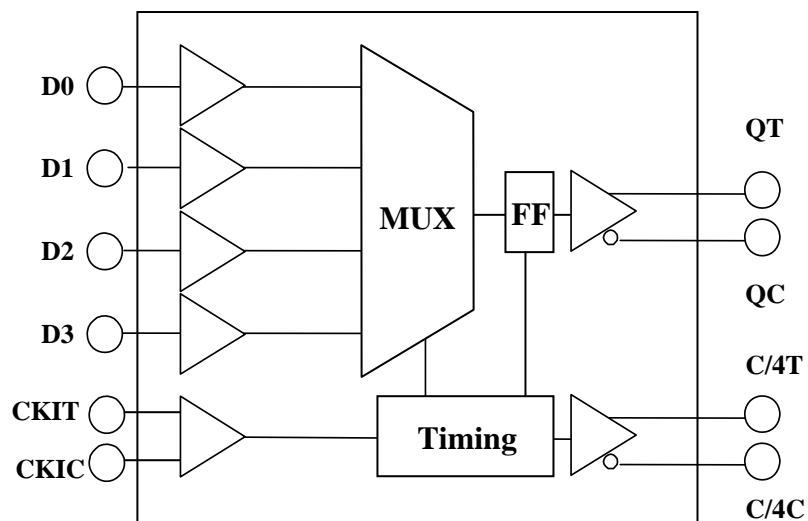 D0
D1
D2
D3
CKIT
CKIC
MUX
FF
Timing
QT
QC
C/4T
C/4C